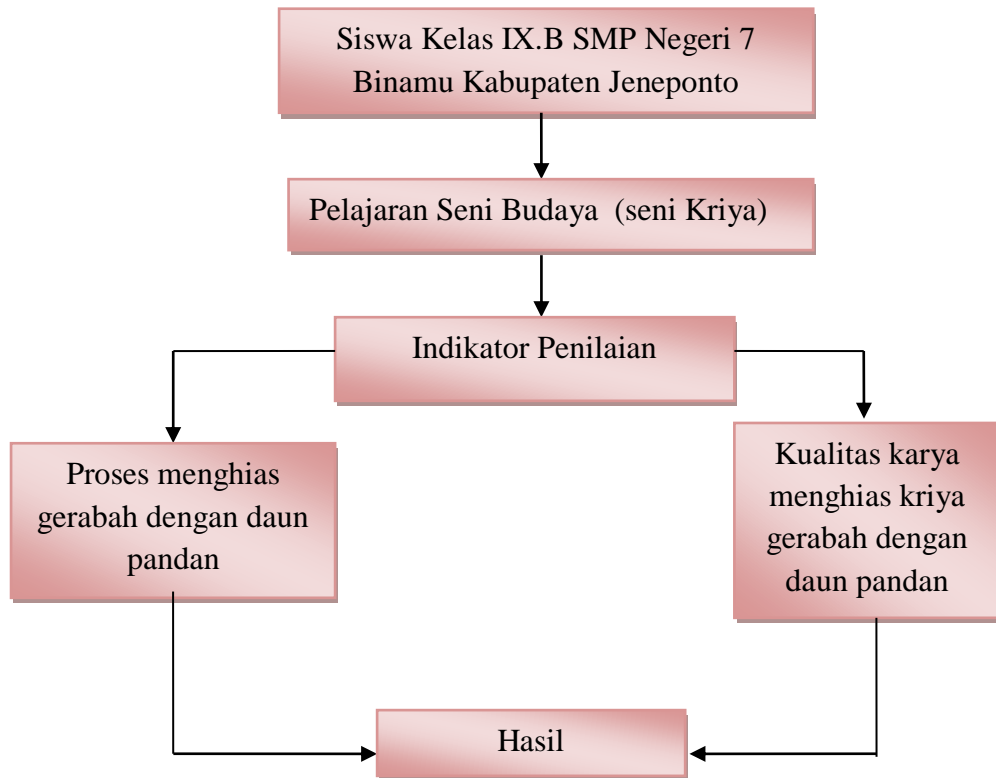 Siswa Kelas IX.B SMP Negeri 7
Binamu Kabupaten Jeneponto
Pelajaran Seni Budaya (seni Kriya)
Indikator Penilaian
Proses menghias
gerabah dengan daun
pandan
Kualitas karya
menghias kriya
gerabah dengan
daun pandan
Hasil